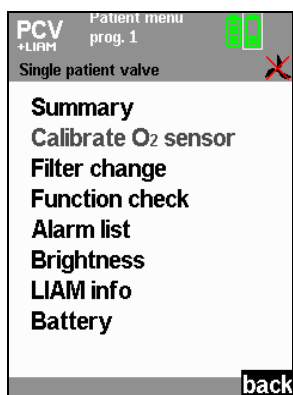 PCV Patient menu
+LIAM prog. 1
Single patient valve
Summary
Calibrate O2 sensor
Filter change
Function check
Alarm list
Brightness
LIAM info
Battery
back